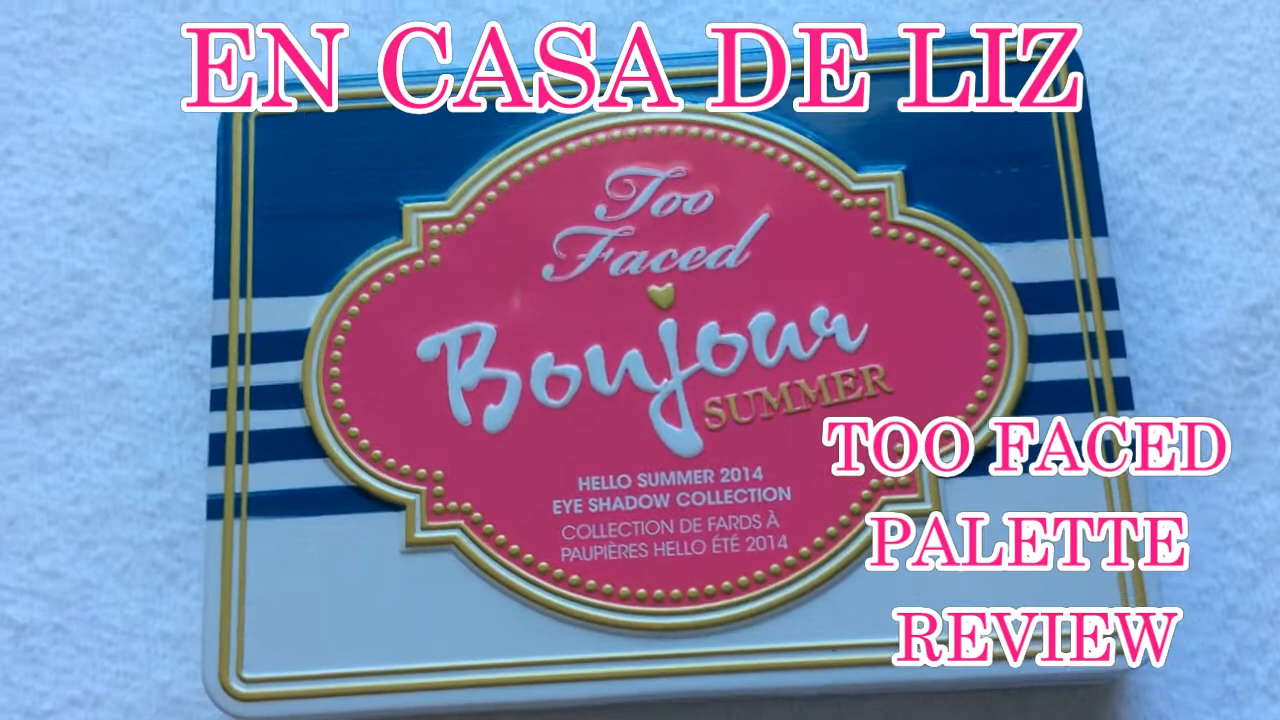 EN CASA DE LIZ
Too
Faced
Bonjour
SUMMER
HELLO SUMMER 2014
EYE SHADOW COLLECTION
COLLECTION DE FARDS À
PAUPIÈRES HELLO ÉTÉ 2014
TOO FACED
PALETTE
REVIEW